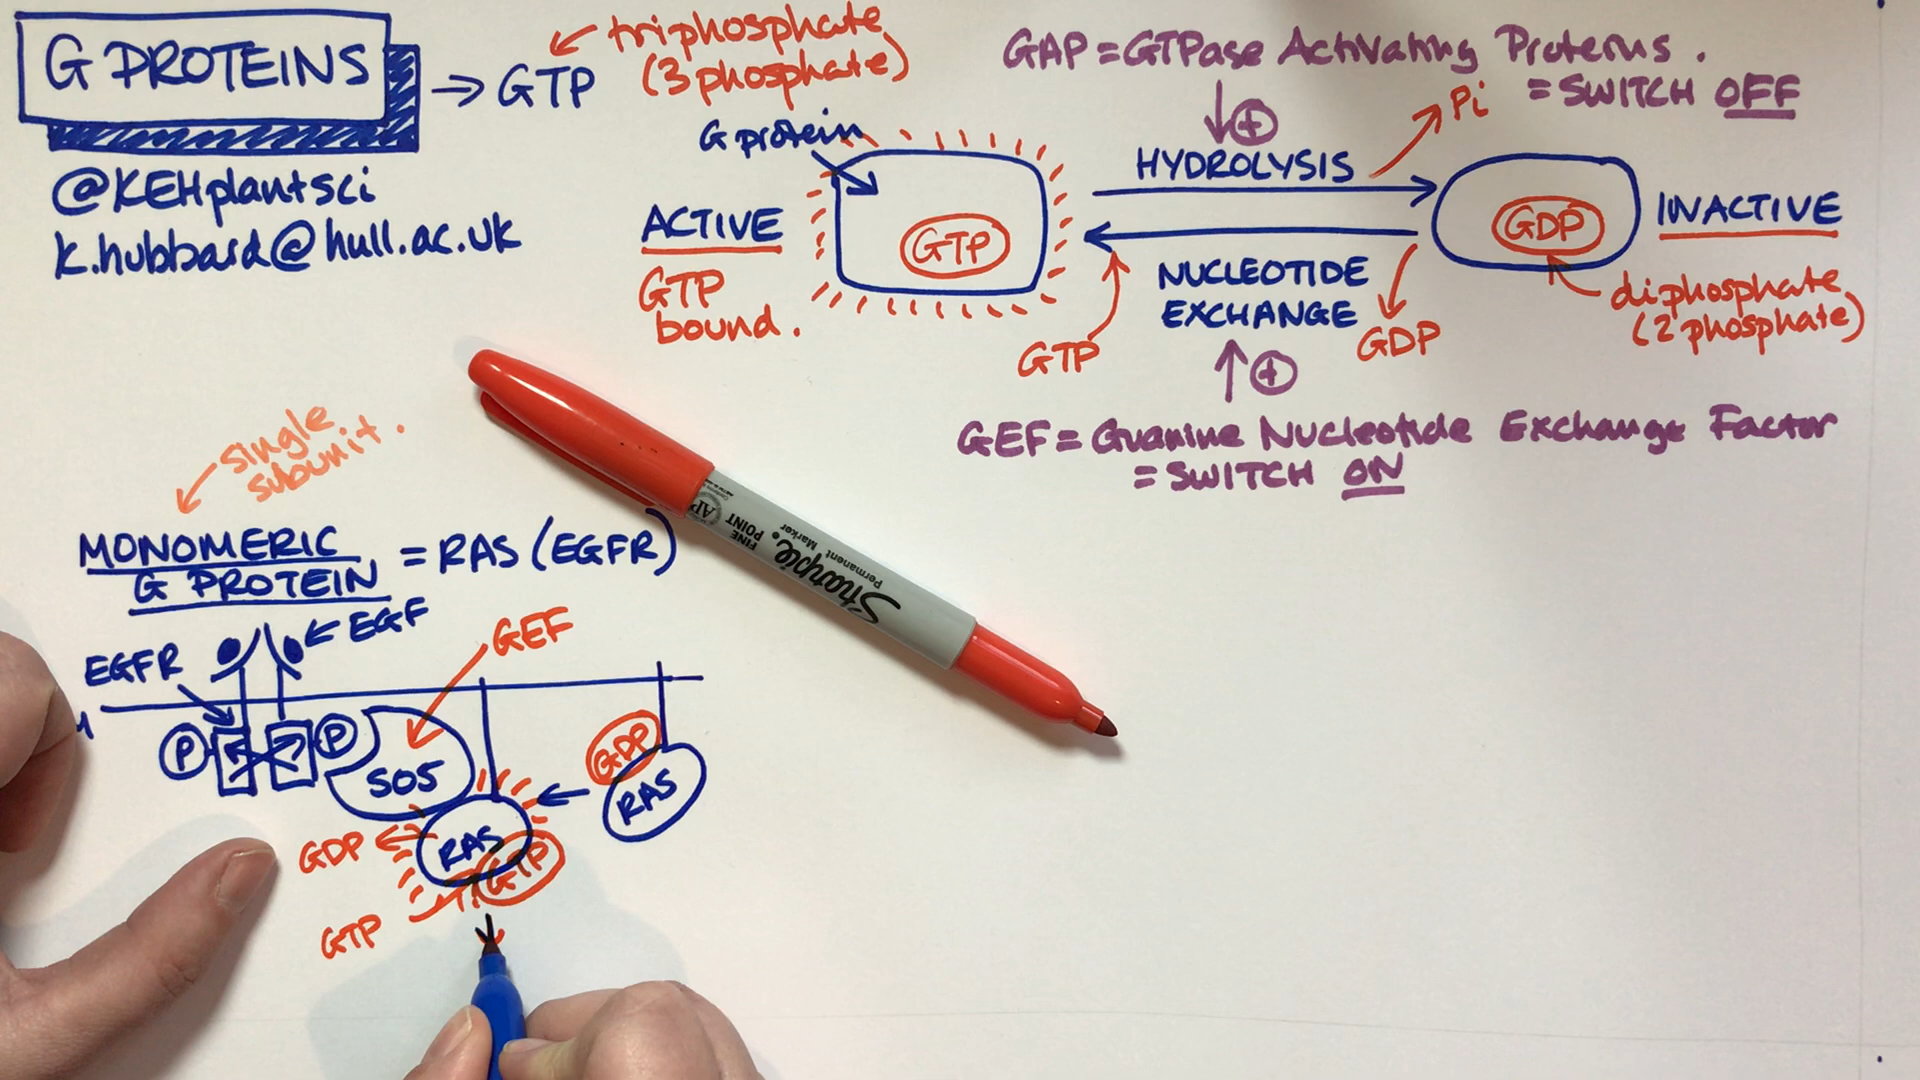 G PROTEINS
→ GTP
triphosphate
(3 phosphate)
@KEHplantsci
k.hubbard@hull.ac.uk
GAP = GTPase Activating Proteins.
= SWITCH OFF
+
Pi
G protein
HYDROLYSIS
ACTIVE
GTP
bound.
GTP
GDP
INACTIVE
diphosphate
(2 phosphate)
NUCLEOTIDE
EXCHANGE
GTP
GDP
+
GEF = Guanine Nucleotide Exchange Factor
= SWITCH ON
single
subunit.
MONOMERIC
G PROTEIN
= RAS (EGFR)
EGF
EGFR
GEF
P
P
SOS
GDP
RAS
RAS
GTP
GDP
GTP
Sharpie
Permanent Marker
FINE
POINT
AP